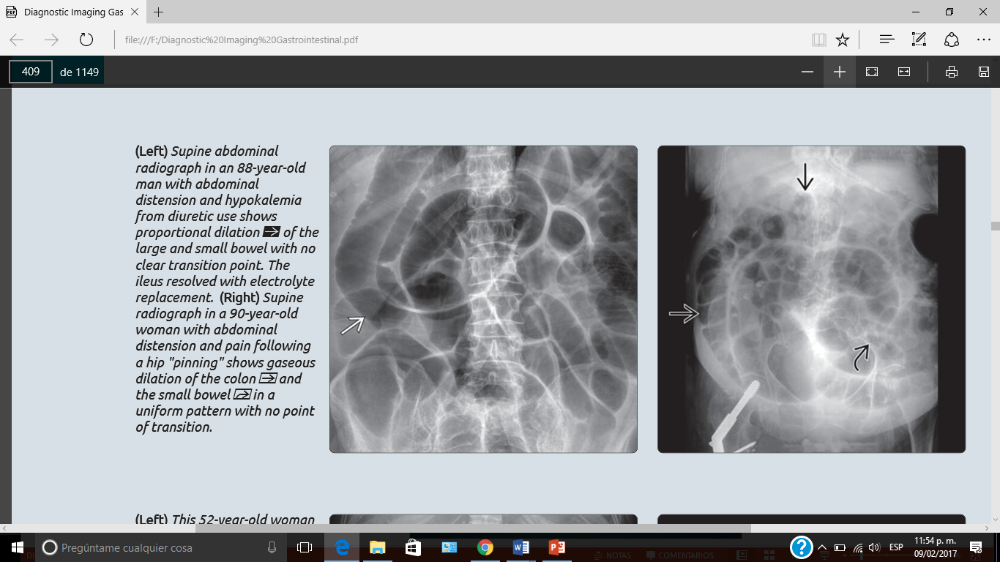 Diagnostic Imaging Gas
file:///F:/Diagnostic%20Imaging%20Gastrointestinal.pdf
409 de 1149
(Left) Supine abdominal
radiograph in an 88-year-old
man with abdominal
distension and hypokalemia
from diuretic use shows
proportional dilation of the
large and small bowel with no
clear transition point. The
ileus resolved with electrolyte
replacement. (Right) Supine
radiograph in a 90-year-old
woman with abdominal
distension and pain following
a hip "pinning" shows gaseous
dilation of the colon and
the small bowel in a
uniform pattern with no point
of transition.
(Left) This 52-year-old woman
NOTAS COMENTARIOS
Pregúntame cualquier cosa
ESP
11:54 p. m.
09/02/2017